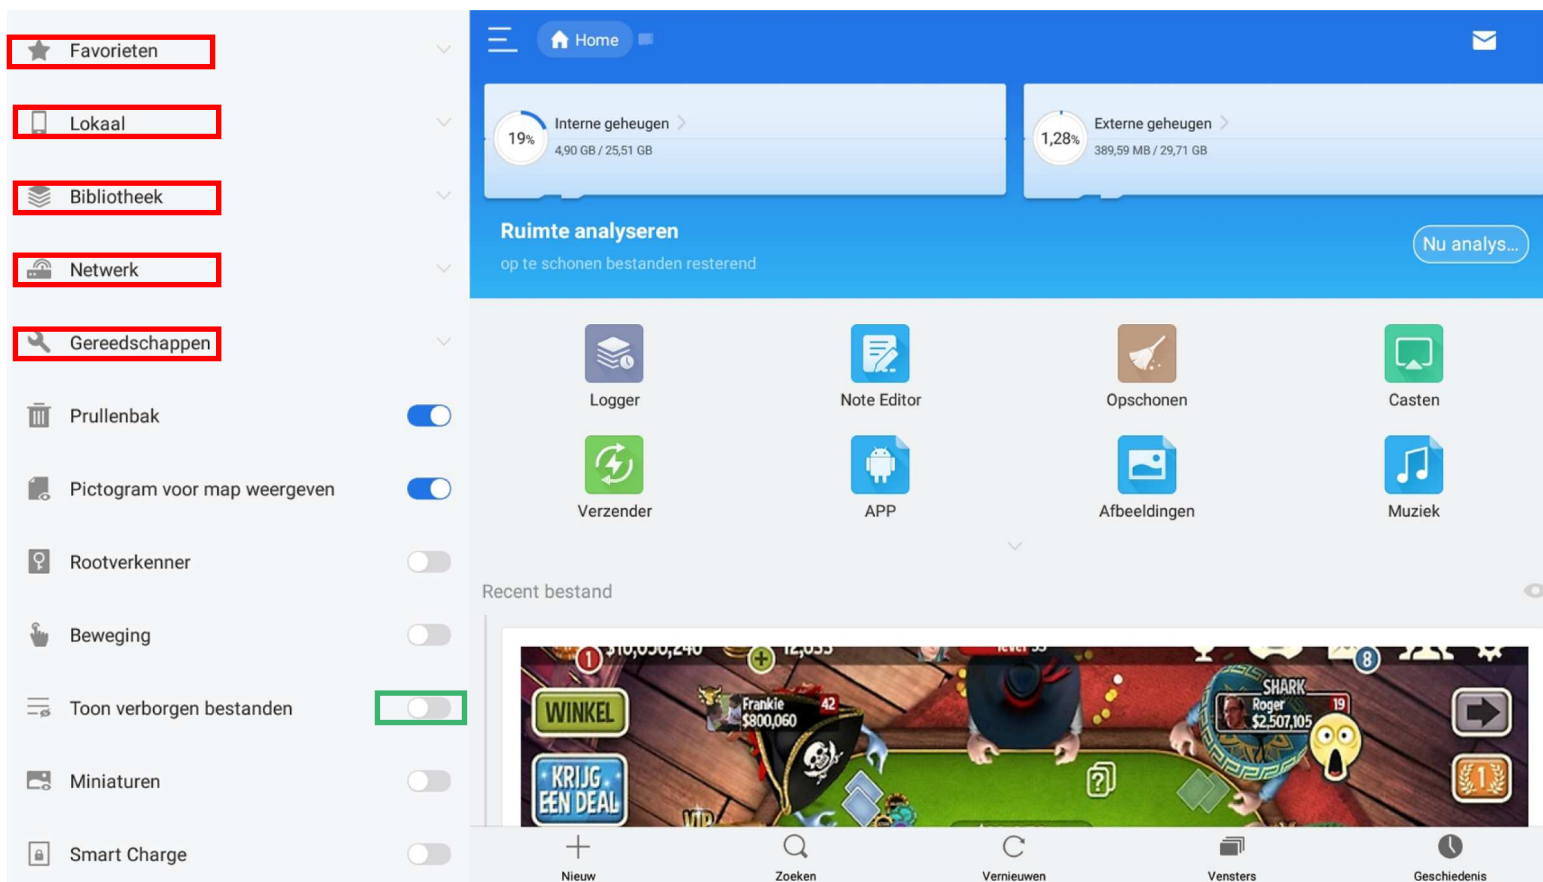 Favorieten
Lokaal
Bibliotheek
Netwerk
Gereedschappen
Prullenbak
Pictogram voor map weergeven
Rootverkenner
Beweging
Toon verborgen bestanden
Miniaturen
Smart Charge
Home
19%
Interne geheugen
4,90 GB / 25,51 GB
1,28%
Externe geheugen
389,59 MB / 29,71 GB
Ruimte analyseren
op te schonen bestanden resterend
Nu analys...
Logger
Note Editor
Opschonen
Casten
Verzender
APP
Afbeeldingen
Muziek
Recent bestand
1
8
WINKEL
Frankie
42
$800,060
SHARK
Roger
19
$2,507,105
KRIJG
EEN DEAL
VIP
?
1
Nieuw
Zoeken
Vernieuwen
Vensters
Geschiedenis